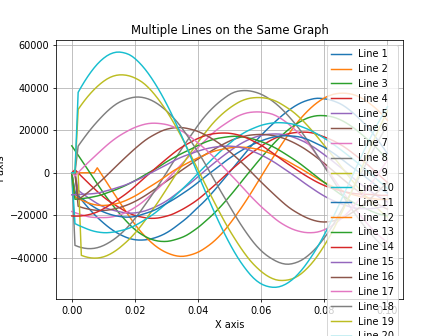 Multiple Lines on the Same Graph
60000
40000
20000
0
−20000
−40000
0.00
0.02
0.04
0.06
X axis
Line 1
Line 2
Line 3
Line 4
Line 5
Line 6
Line 7
Line 8
Line 9
Line 10
Line 11
Line 12
Line 13
Line 14
Line 15
Line 16
Line 17
Line 18
Line 19
Line 20